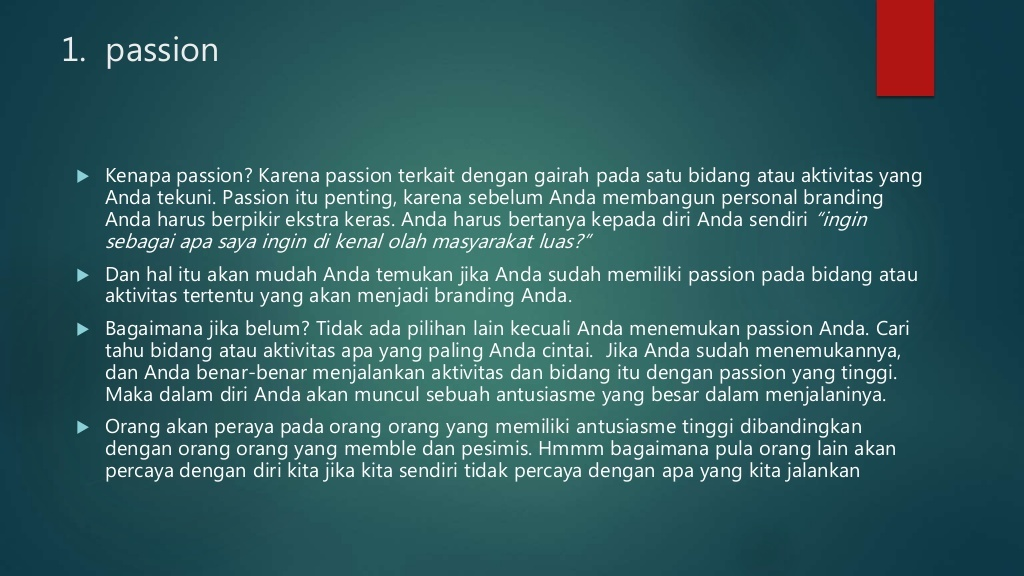 1. passion
Kenapa passion? Karena passion terkait dengan gairah pada satu bidang atau aktivitas yang
Anda tekuni. Passion itu penting, karena sebelum Anda membangun personal branding
Anda harus berpikir ekstra keras. Anda harus bertanya kepada diri Anda sendiri “ingin
sebagai apa saya ingin di kenal olah masyarakat luas?”
Dan hal itu akan mudah Anda temukan jika Anda sudah memiliki passion pada bidang atau
aktivitas tertentu yang akan menjadi branding Anda.
Bagaimana jika belum? Tidak ada pilihan lain kecuali Anda menemukan passion Anda. Cari
tahu bidang atau aktivitas apa yang paling Anda cintai.  Jika Anda sudah menemukannya,
dan Anda benar-benar menjalankan aktivitas dan bidang itu dengan passion yang tinggi.
Maka dalam diri Anda akan muncul sebuah antusiasme yang besar dalam menjalaninya.
Orang akan peraya pada orang orang yang memiliki antusiasme tinggi dibandingkan
dengan orang orang yang memble dan pesimis. Hmmm bagaimana pula orang lain akan
percaya dengan diri kita jika kita sendiri tidak percaya dengan apa yang kita jalankan